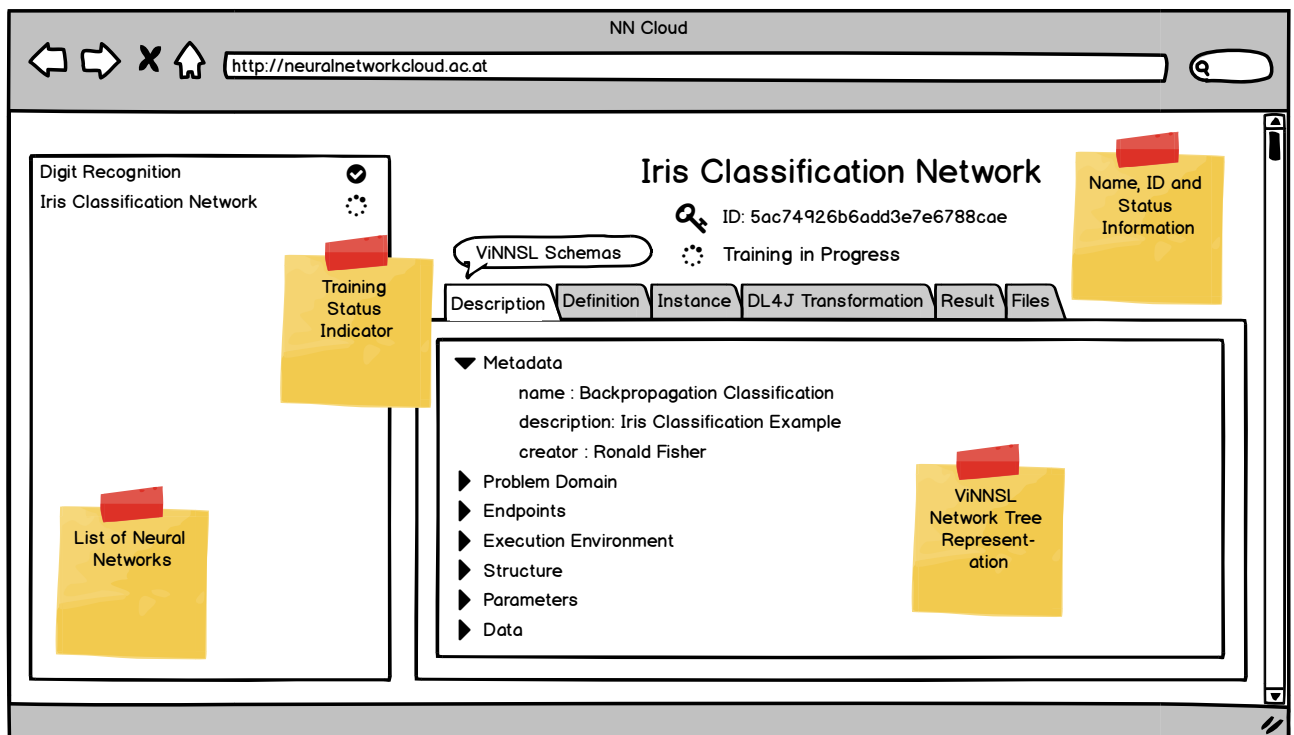 NN Cloud
http://neuralnetworkcloud.ac.at
Digit Recognition
Iris Classification Network
Training
Status
Indicator
List of Neural
Networks
Iris Classification Network
ID: 5ac74926b6add3e7e6788cae
Training in Progress
Name, ID and
Status
Information
ViNNSL Schemas
Description Definition Instance DL4J Transformation Result Files
Metadata
name : Backpropagation Classification
description: Iris Classification Example
creator : Ronald Fisher
Problem Domain
Endpoints
Execution Environment
Structure
Parameters
Data
ViNNSL
Network Tree
Represent-
ation